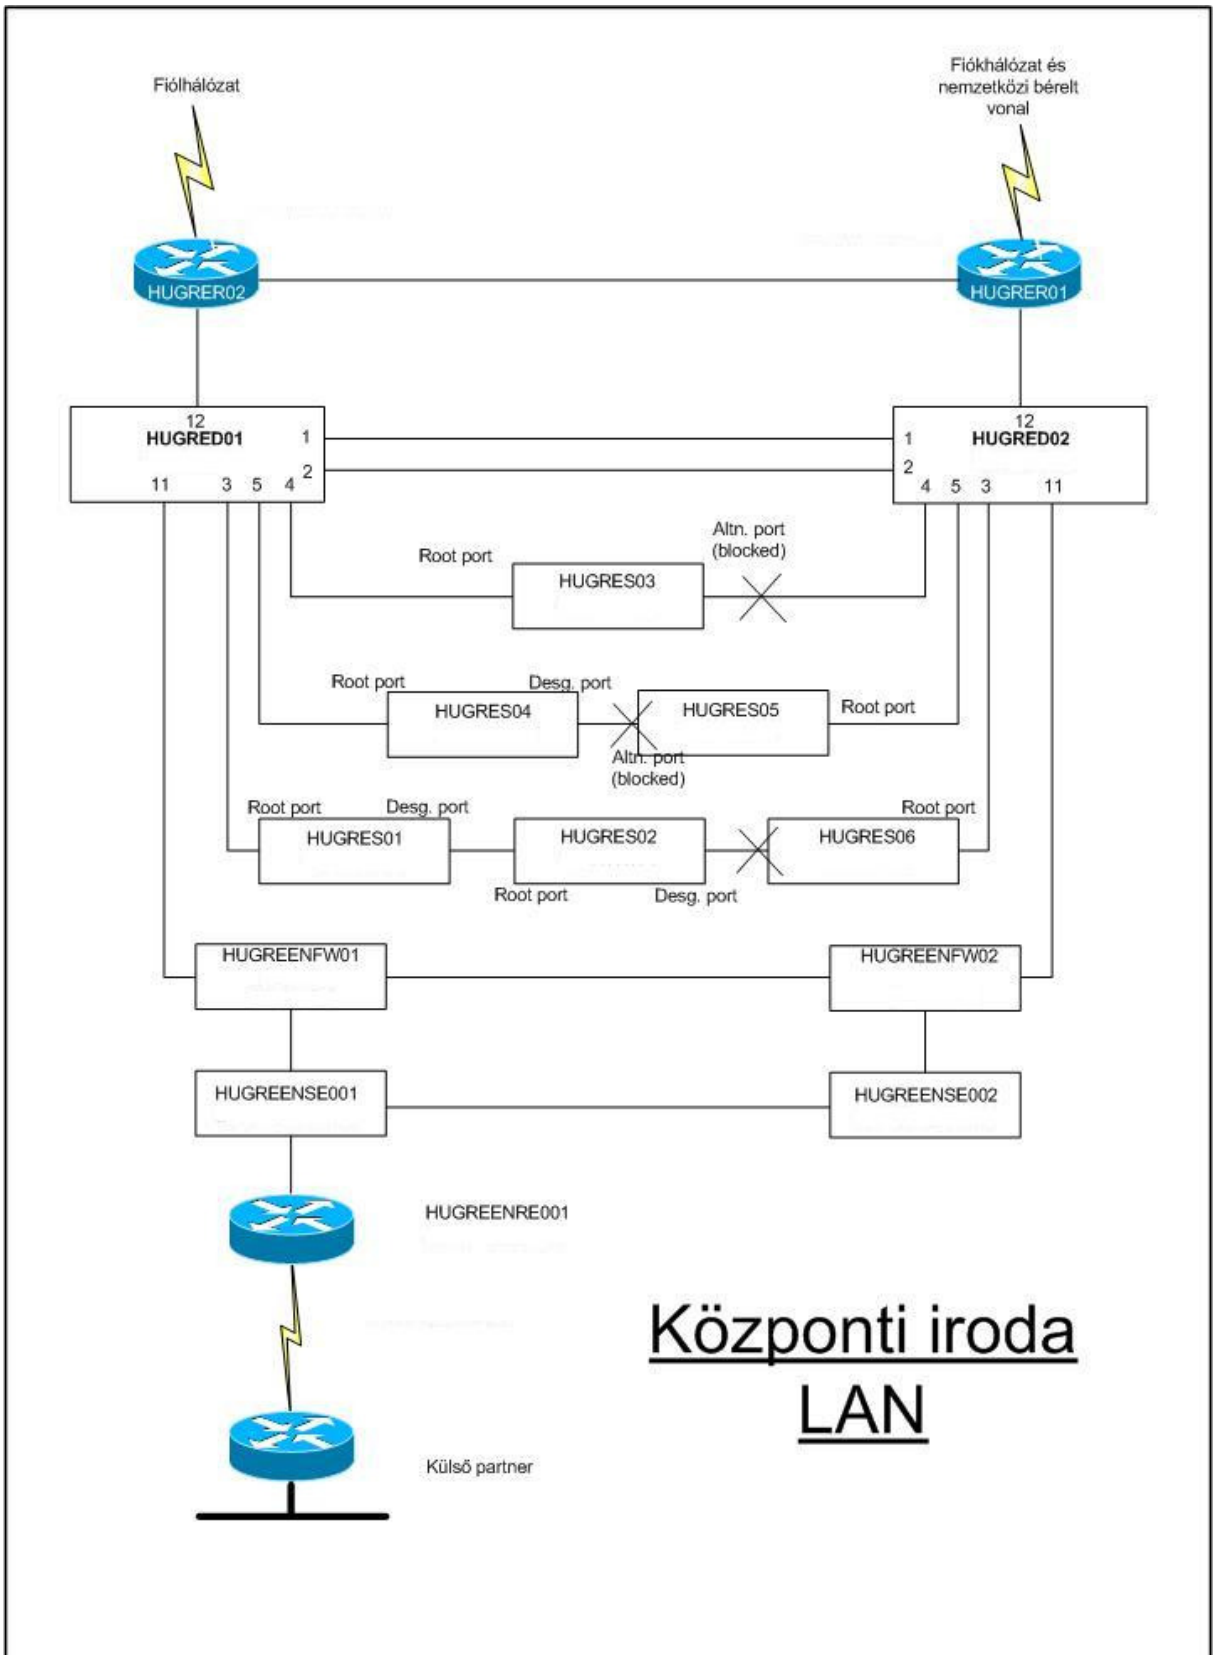 Fiólhálózat
Fiókhálózat és
nemzetközi bérelt
vonal
HUGRER02
HUGRER01
12
HUGRED01
1
2
11
3
5
4
12
HUGRED02
1
2
4
5
3
11
Root port
HUGRES03
Altn. port
(blocked)
Root port
HUGRES04
Desg. port
HUGRES05
Root port
Altn. port
(blocked)
Root port
HUGRES01
Desg. port
HUGRES02
Root port
Desg. port
HUGRES06
Root port
HUGREENFW01
HUGREENFW02
HUGREENSE001
HUGREENSE002
HUGREENRE001
Központi iroda
LAN
Külső partner